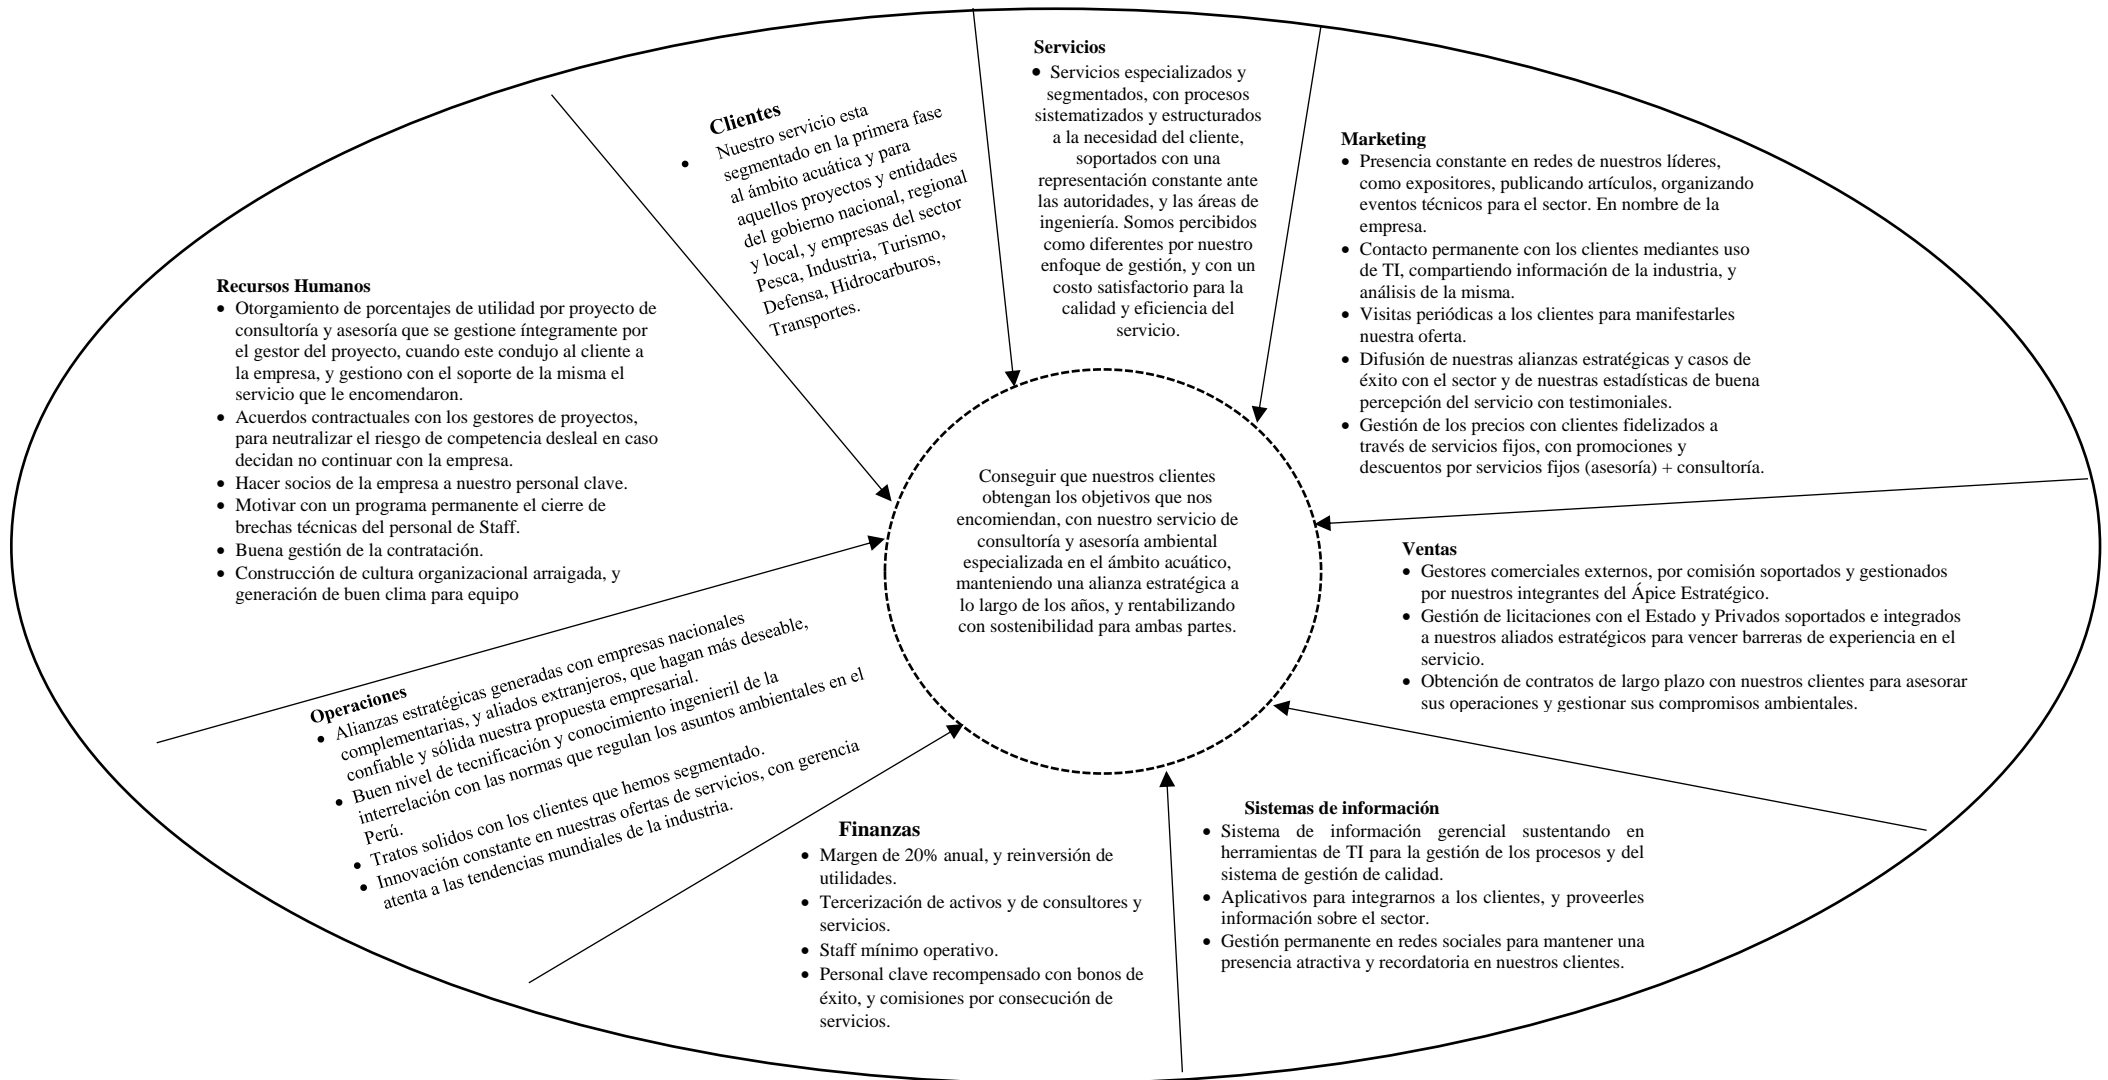 Servicios
• Servicios especializados y
segmentados, con procesos
sistematizados y estructurados
a la necesidad del cliente,
soportados con una
representación constante ante
las autoridades, y las áreas de
ingeniería. Somos percibidos
como diferentes por nuestro
enfoque de gestión, y con un
costo satisfactorio para la
calidad y eficiencia del
servicio.
Clientes
• Nuestro servicio esta
segmentado en la primera fase
al ámbito acuática y para
aquellos proyectos y entidades
del gobierno nacional, regional
y local, y empresas del sector
Pesca, Industria, Turismo,
Defensa, Hidrocarburos,
Transportes.
Marketing
• Presencia constante en redes de nuestros líderes,
como expositores, publicando artículos, organizando
eventos técnicos para el sector. En nombre de la
empresa.
• Contacto permanente con los clientes mediantes uso
de TI, compartiendo información de la industria, y
análisis de la misma.
• Visitas periódicas a los clientes para manifestarles
nuestra oferta.
• Difusión de nuestras alianzas estratégicas y casos de
éxito con el sector y de nuestras estadísticas de buena
percepción del servicio con testimoniales.
• Gestión de los precios con clientes fidelizados a
través de servicios fijos, con promociones y
descuentos por servicios fijos (asesoría) + consultoría.
Recursos Humanos
• Otorgamiento de porcentajes de utilidad por proyecto de
consultoría y asesoría que se gestione íntegramente por
el gestor del proyecto, cuando este condujo al cliente a
la empresa, y gestiono con el soporte de la misma el
servicio que le encomendaron.
• Acuerdos contractuales con los gestores de proyectos,
para neutralizar el riesgo de competencia desleal en caso
decidan no continuar con la empresa.
• Hacer socios de la empresa a nuestro personal clave.
• Motivar con un programa permanente el cierre de
brechas técnicas del personal de Staff.
• Buena gestión de la contratación.
• Construcción de cultura organizacional arraigada, y
generación de buen clima para equipo
Conseguir que nuestros clientes
obtengan los objetivos que nos
encomiendan, con nuestro servicio de
consultoría y asesoría ambiental
especializada en el ámbito acuático,
manteniendo una alianza estratégica a
lo largo de los años, y rentabilizando
con sostenibilidad para ambas partes.
Ventas
• Gestores comerciales externos, por comisión soportados y gestionados
por nuestros integrantes del Ápice Estratégico.
• Gestión de licitaciones con el Estado y Privados soportados e integrados
a nuestros aliados estratégicos para vencer barreras de experiencia en el
servicio.
• Obtención de contratos de largo plazo con nuestros clientes para asesorar
sus operaciones y gestionar sus compromisos ambientales.
Operaciones
• Alianzas estratégicas generadas con empresas nacionales
complementarias, y aliados extranjeros, que hagan más deseable,
confiable y sólida nuestra propuesta empresarial.
• Buen nivel de tecnificación y conocimiento ingenieril de la
interrelación con las normas que regulan los asuntos ambientales en el
Perú.
• Tratos solidos con los clientes que hemos segmentado.
• Innovación constante en nuestras ofertas de servicios, con gerencia
atenta a las tendencias mundiales de la industria.
Finanzas
• Margen de 20% anual, y reinversión de
utilidades.
• Tercerización de activos y de consultores y
servicios.
• Staff mínimo operativo.
• Personal clave recompensado con bonos de
éxito, y comisiones por consecución de
servicios.
Sistemas de información
• Sistema de información gerencial sustentando en
herramientas de TI para la gestión de los procesos y del
sistema de gestión de calidad.
• Aplicativos para integrarnos a los clientes, y proveerles
información sobre el sector.
• Gestión permanente en redes sociales para mantener una
presencia atractiva y recordatoria en nuestros clientes.